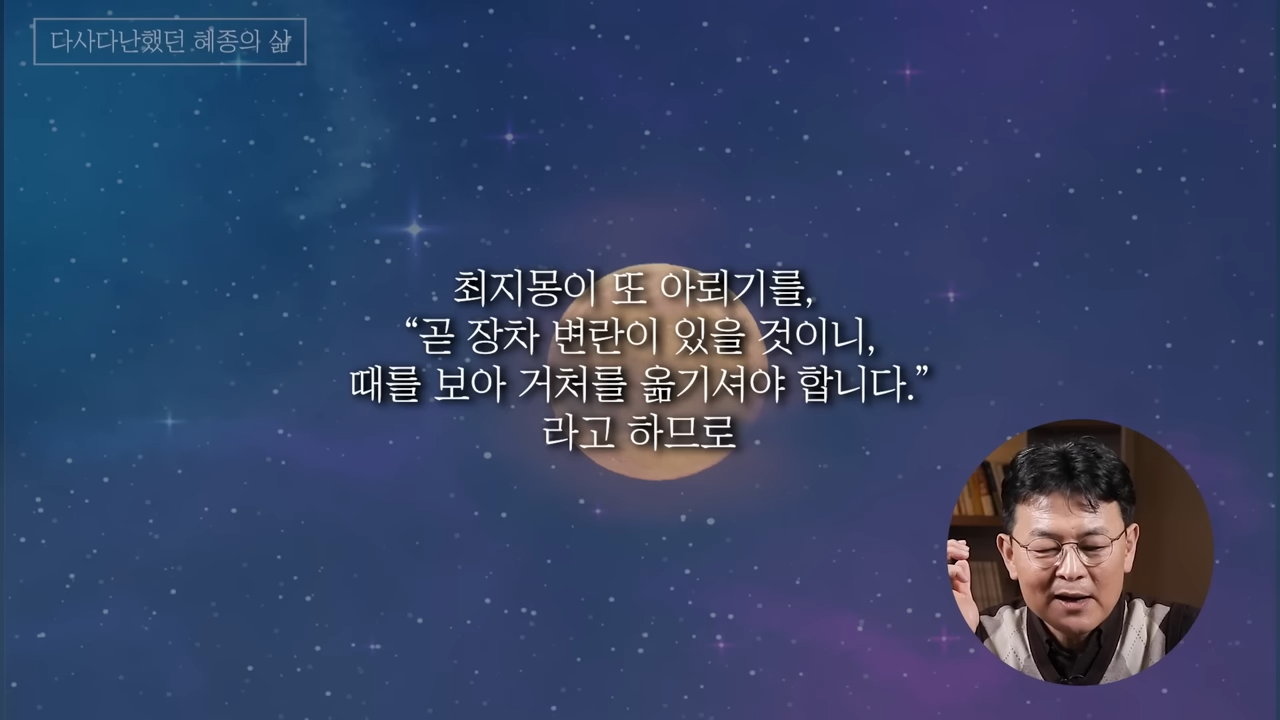 다사다난했던 혜종의 삶
최지몽이 또 아뢰기를,
“곧 장차 변란이 있을 것이니,
때를 보아 거처를 옮기셔야 합니다.”
라고 하므로